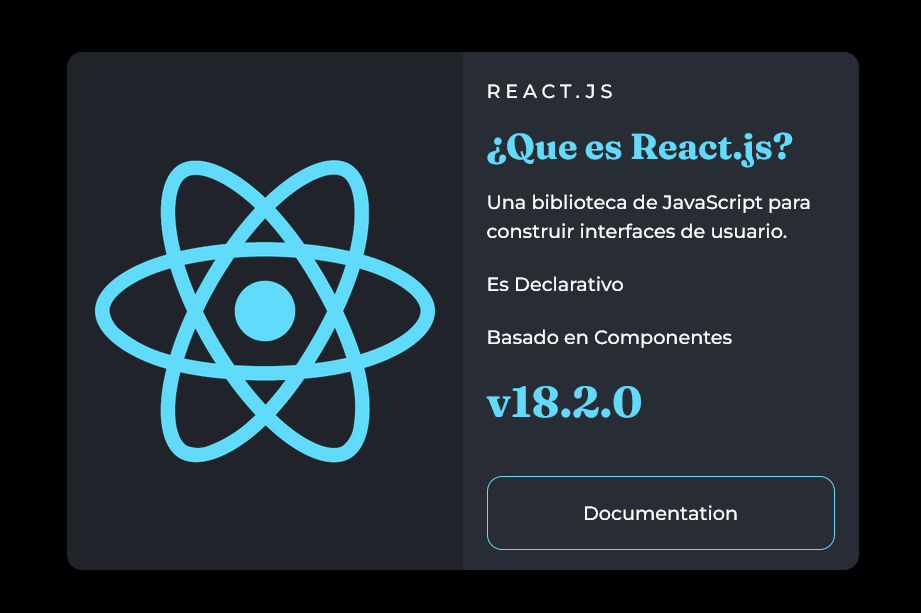 REACT.JS
¿Que es React.js?
Una biblioteca de JavaScript para
construir interfaces de usuario.
Es Declarativo
Basado en Componentes
v18.2.0
Documentation